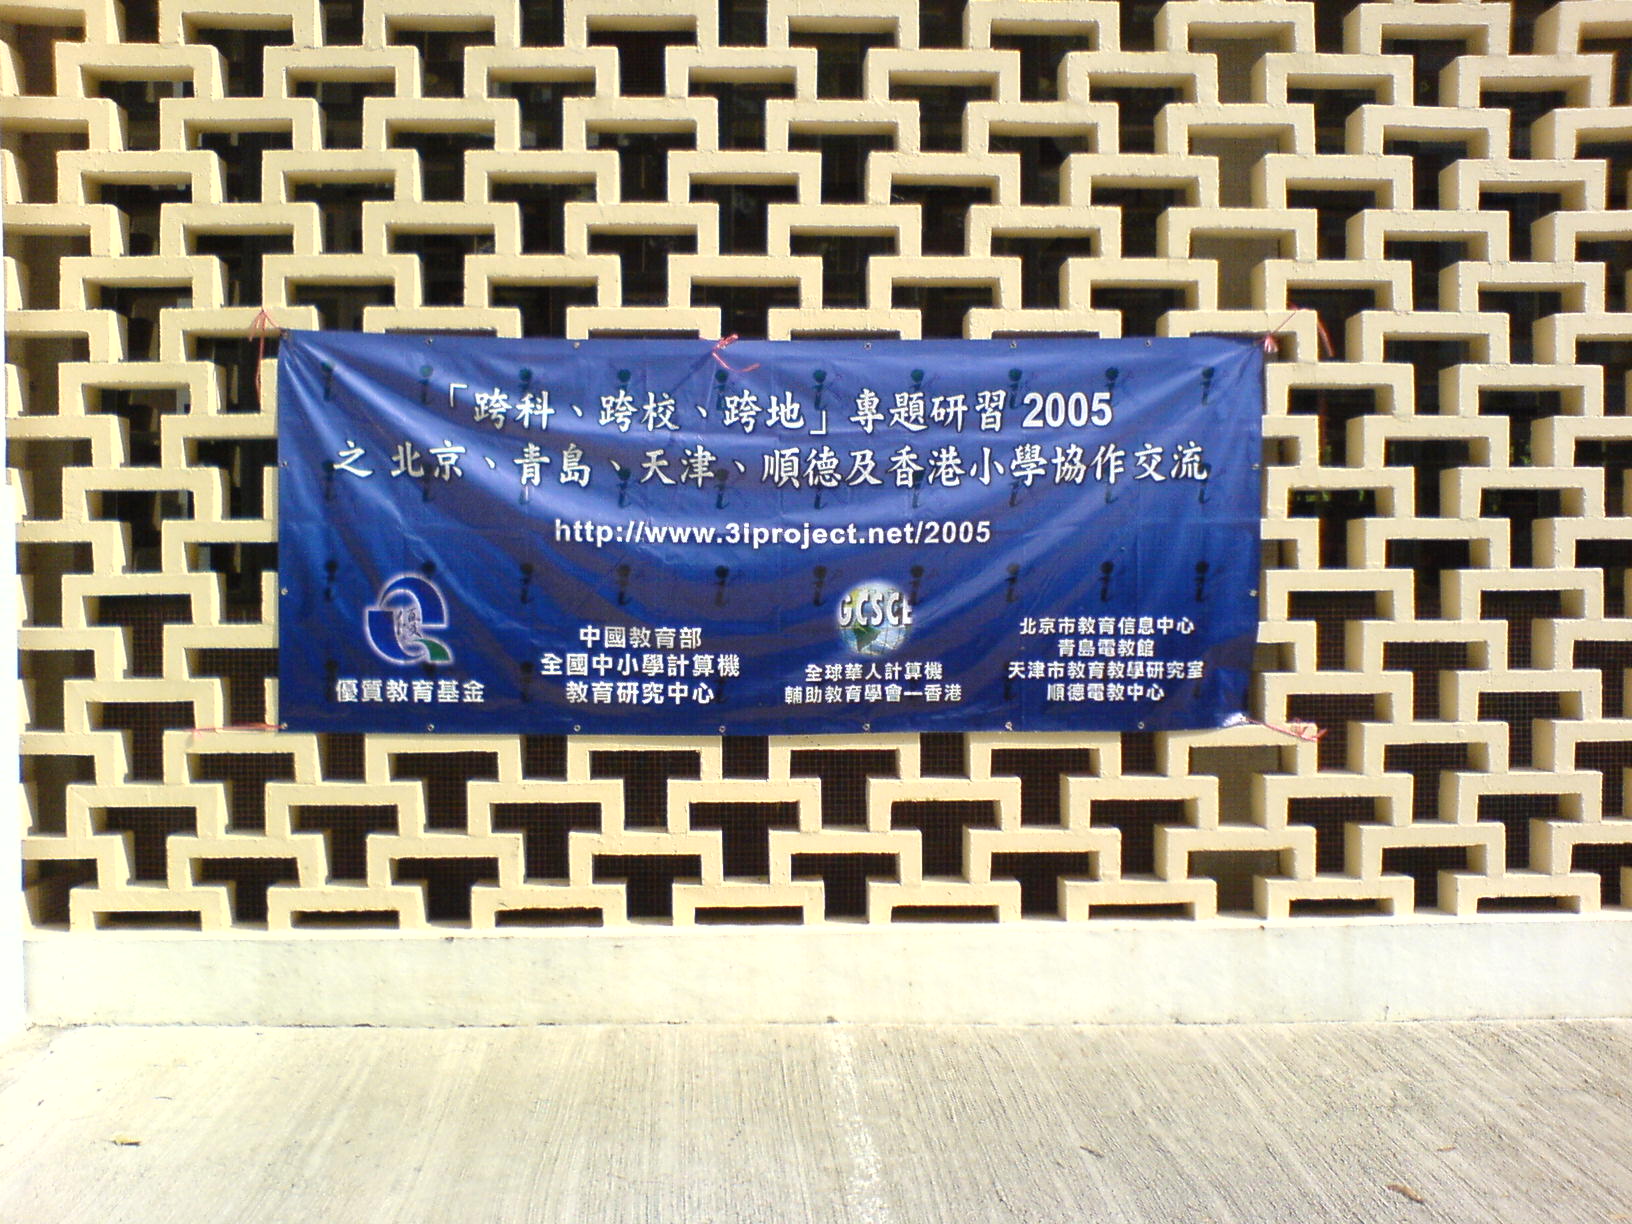 「跨科、跨校、跨地」專題研習 2005
之 北京、青島、天津、順德及香港小學協作交流
http://www.3iproject.net/2005
優
優質教育基金
中國教育部
全國中小學計算機
教育研究中心
GCSCE
全球華人計算機
輔助教育學會—香港
北京市教育信息中心
青島電教館
天津市教育教學研究室
順德電教中心